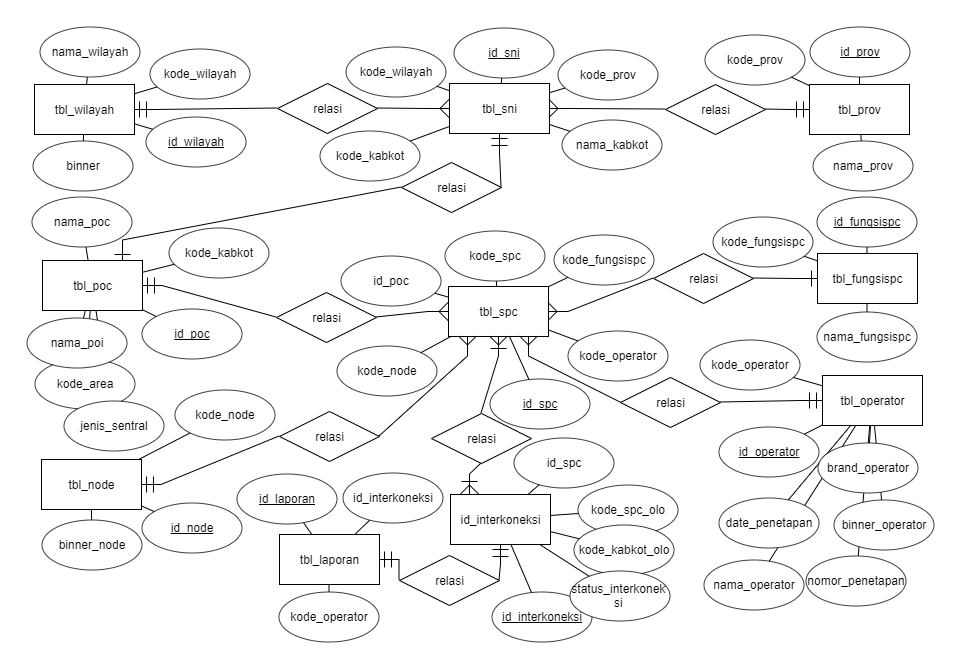 nama_wilayah
kode_wilayah
tbl_wilayah
id_wilayah
binner
relasi
kode_wilayah
id_sni
kode_prov
tbl_sni
kode_kabkot
nama_kabkot
relasi
kode_prov
id_prov
tbl_prov
nama_prov
relasi
nama_poc
kode_kabkot
tbl_poc
id_poc
nama_poi
kode_area
jenis_sentral
relasi
id_poc
kode_spc
kode_fungsispc
tbl_spc
kode_node
kode_operator
id_spc
relasi
kode_fungsispc
id_fungsispc
tbl_fungsispc
nama_fungsispc
relasi
kode_operator
tbl_operator
id_operator
brand_operator
date_penetapan
binner_operator
nama_operator
nomor_penetapan
kode_node
tbl_node
id_node
binner_node
relasi
relasi
id_spc
id_interkoneksi
kode_spc_olo
kode_kabkot_olo
status_interkonek
si
id_interkoneksi
id_laporan
id_interkoneksi
tbl_laporan
kode_operator
relasi